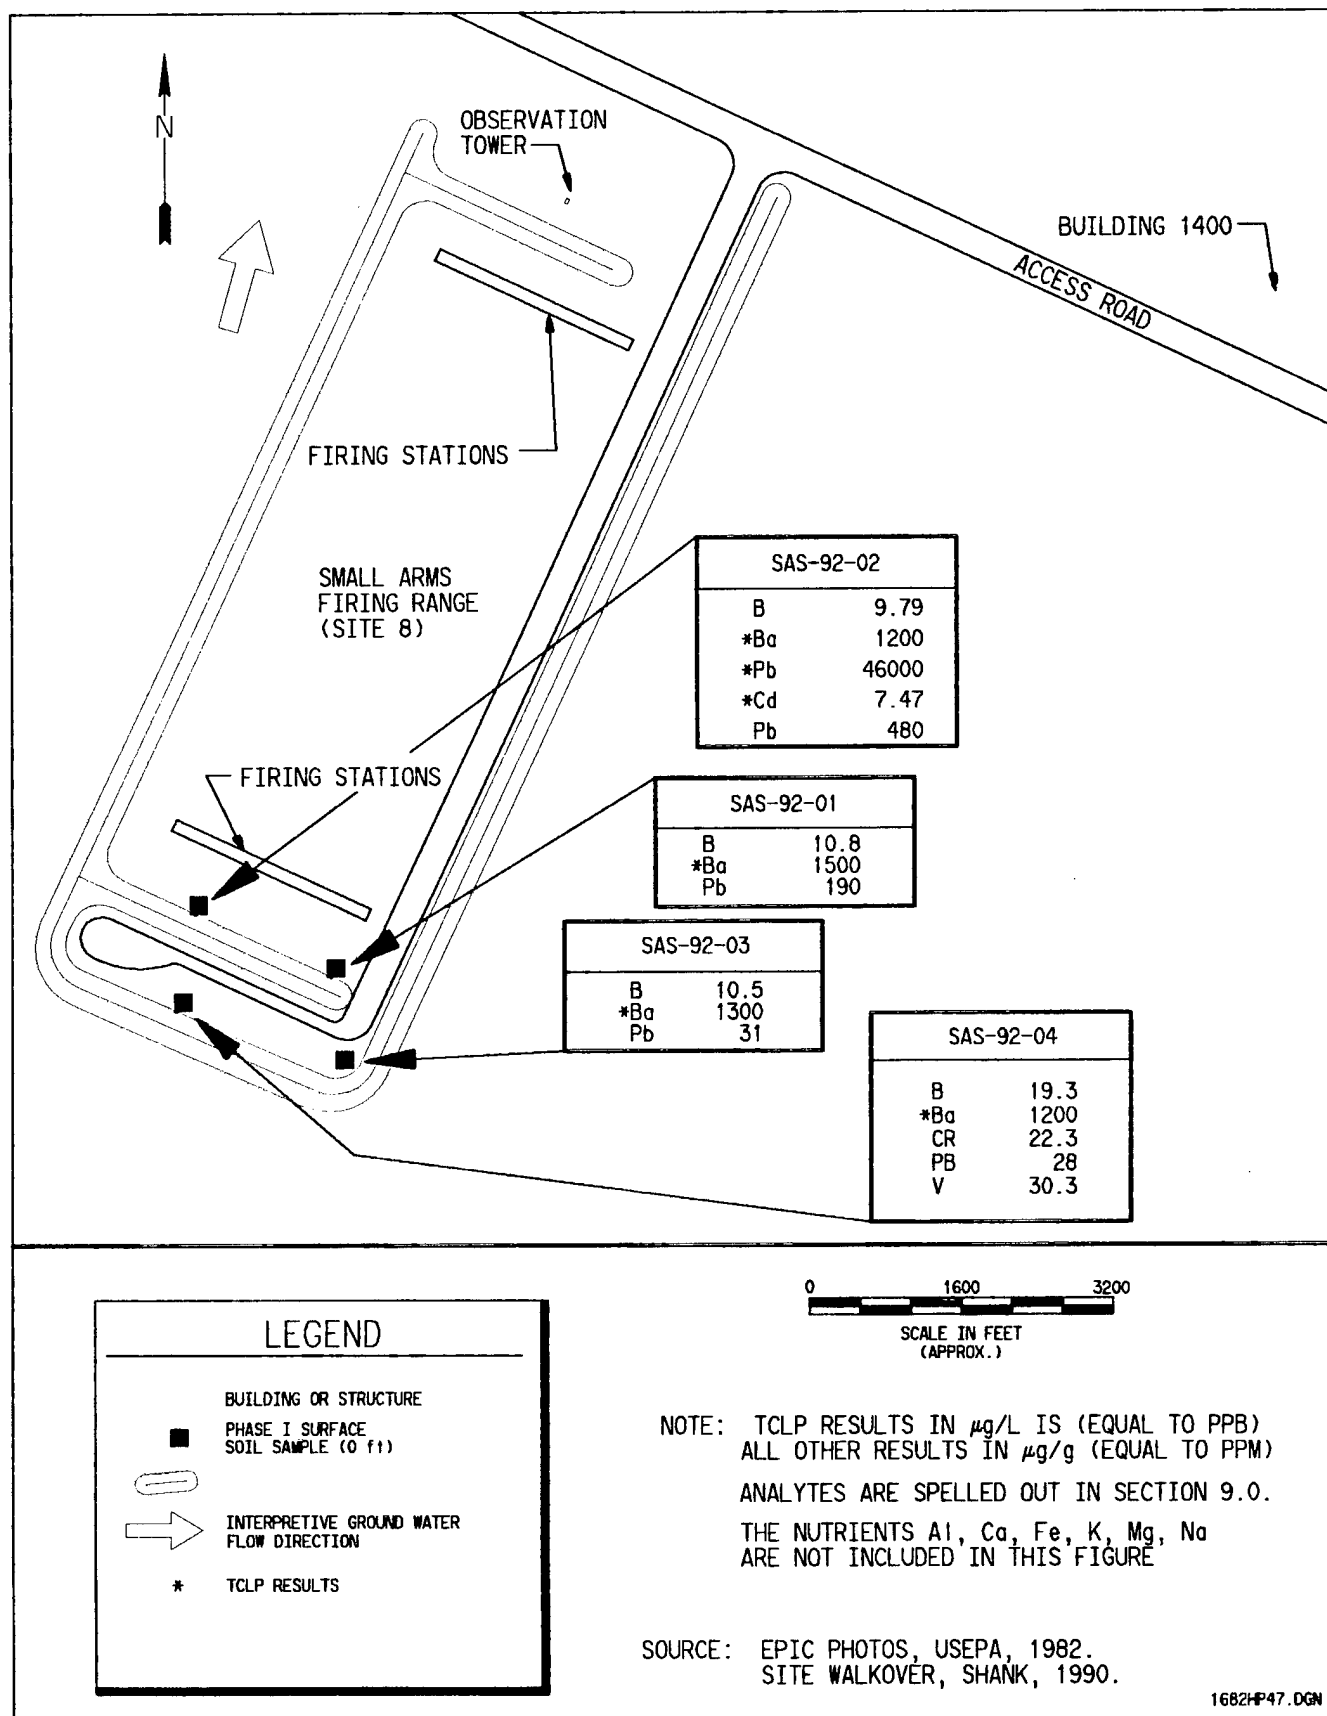 N
OBSERVATION
TOWER
BUILDING 1400
ACCESS ROAD
FIRING STATIONS
SMALL ARMS
FIRING RANGE
(SITE 8)
SAS-92-02
B 9.79
*Ba 1200
*Pb 46000
*Cd 7.47
Pb 480
FIRING STATIONS
SAS-92-01
B 10.8
*Ba 1500
Pb 190
SAS-92-03
B 10.5
*Ba 1300
Pb 31
SAS-92-04
B 19.3
*Ba 1200
CR 22.3
PB 28
V 30.3
0 1600 3200
SCALE IN FEET
(APPROX.)
LEGEND
BUILDING OR STRUCTURE
PHASE I SURFACE
SOIL SAMPLE (0 ft)
INTERPRETIVE GROUND WATER
FLOW DIRECTION
* TCLP RESULTS
NOTE: TCLP RESULTS IN µg/L IS (EQUAL TO PPB)
ALL OTHER RESULTS IN µg/g (EQUAL TO PPM)
ANALYTES ARE SPELLED OUT IN SECTION 9.0.
THE NUTRIENTS Al, Ca, Fe, K, Mg, Na
ARE NOT INCLUDED IN THIS FIGURE
SOURCE: EPIC PHOTOS, USEPA, 1982.
SITE WALKOVER, SHANK, 1990.
1682HP47.DGN